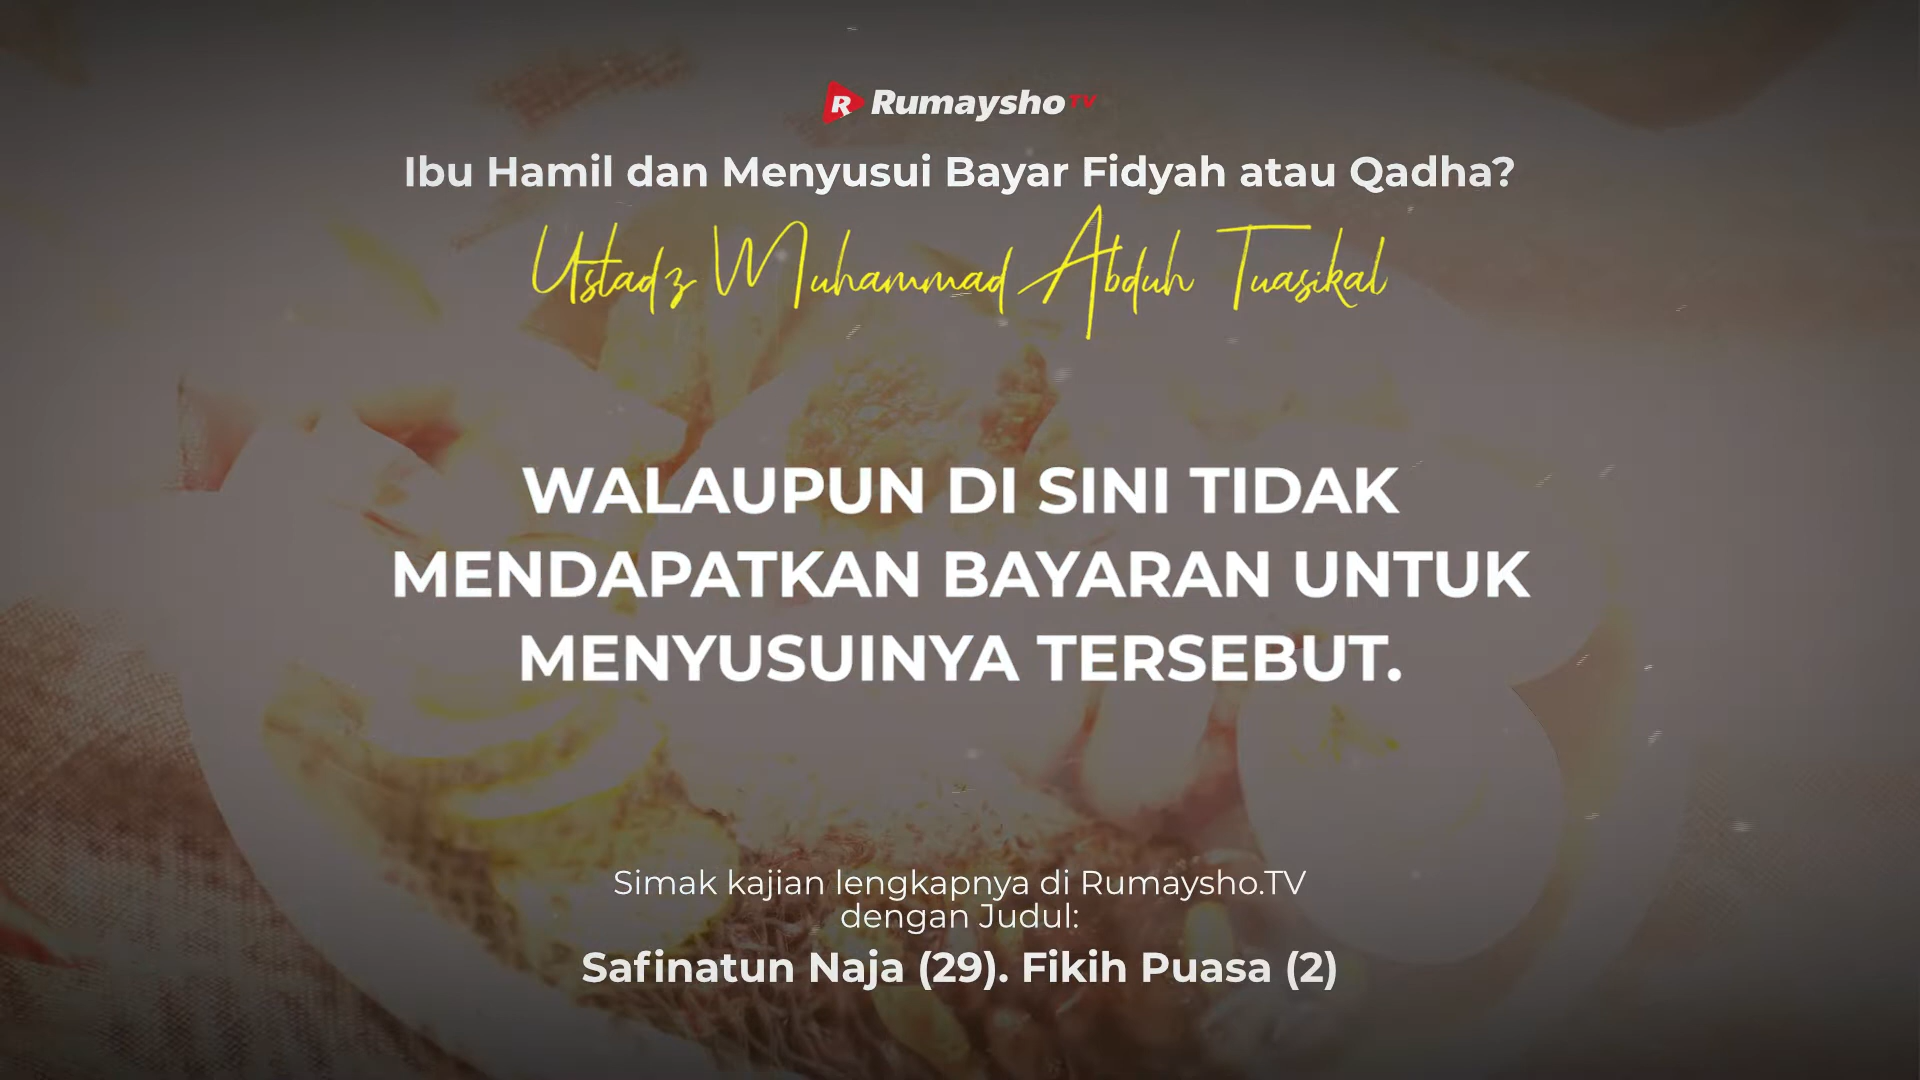 Rumaysho TV
Ibu Hamil dan Menyusui Bayar Fidyah atau Qadha?
Ustadz Muhammad Abduh Tuasikal
WALAUPUN DI SINI TIDAK
MENDAPATKAN BAYARAN UNTUK
MENYUSUINYA TERSEBUT.
Simak kajian lengkapnya di Rumaysho.TV
dengan Judul:
Safinatun Naja (29). Fikih Puasa (2)